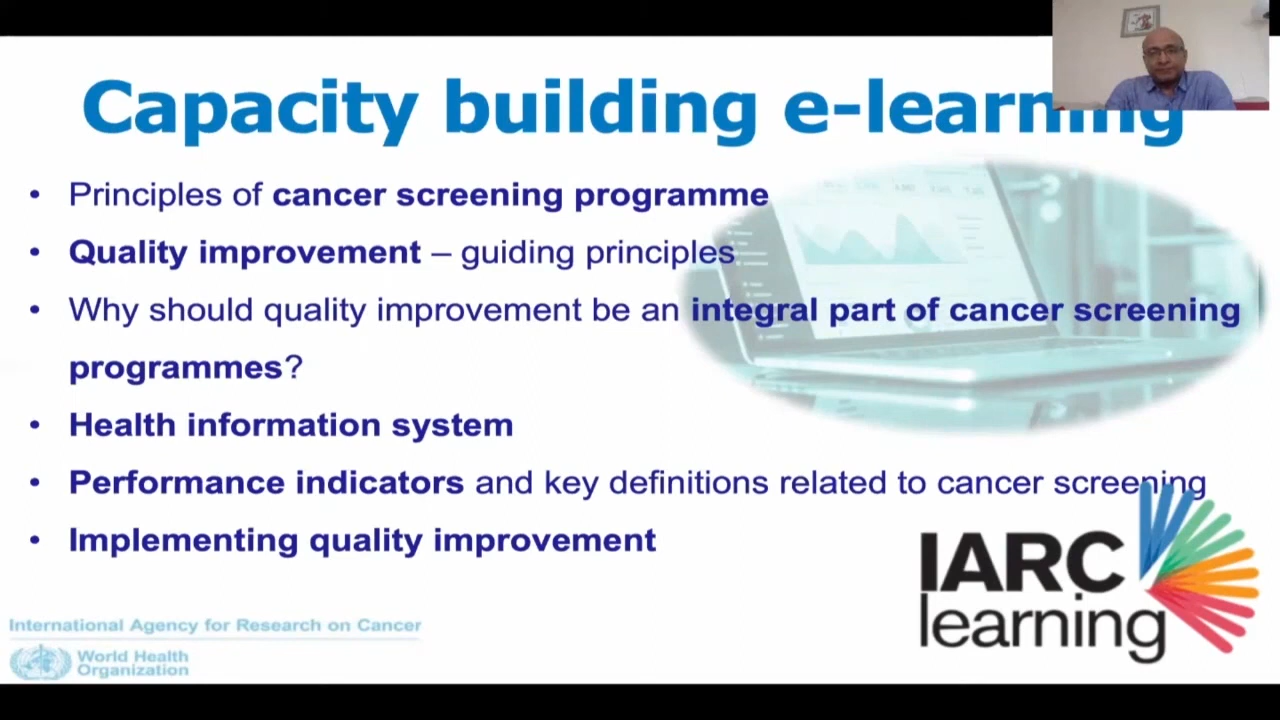 Capacity building e-learning
• Principles of cancer screening programme
• Quality improvement – guiding principles
• Why should quality improvement be an integral part of cancer screening
programmes?
• Health information system
• Performance indicators and key definitions related to cancer screening
• Implementing quality improvement
IARC
learning
International Agency for Research on Cancer
World Health
Organization